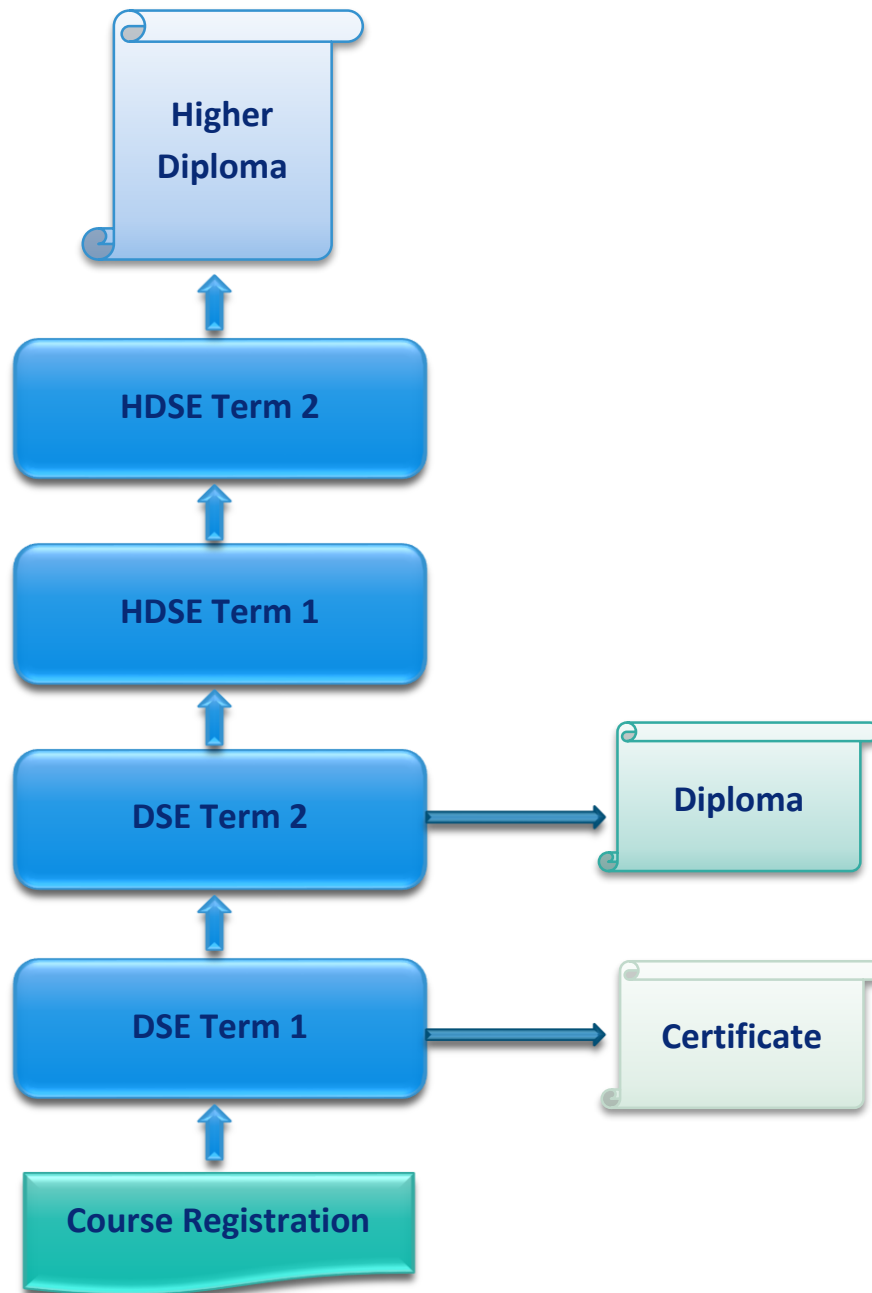 Higher
Diploma
HDSE Term 2
HDSE Term 1
DSE Term 2
Diploma
DSE Term 1
Certificate
Course Registration